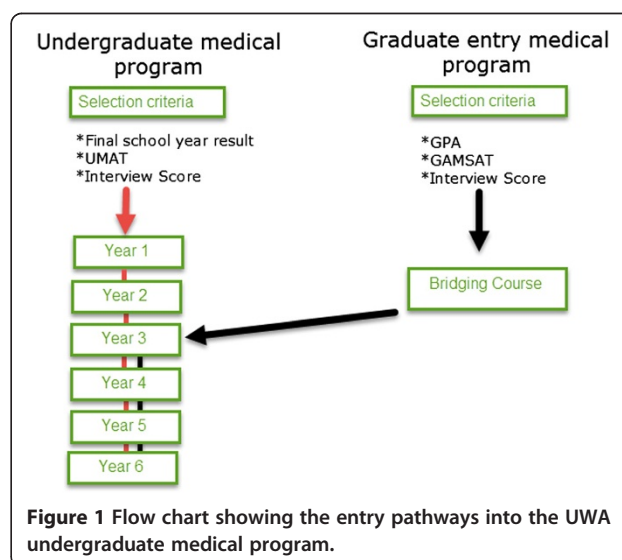 Undergraduate medical
program
Selection criteria
*Final school year result
*UMAT
*Interview Score
Year 1
Year 2
Year 3
Year 4
Year 5
Year 6
Graduate entry medical
program
Selection criteria
*GPA
*GAMSAT
*Interview Score
Bridging Course
Figure 1 Flow chart showing the entry pathways into the UWA
undergraduate medical program.